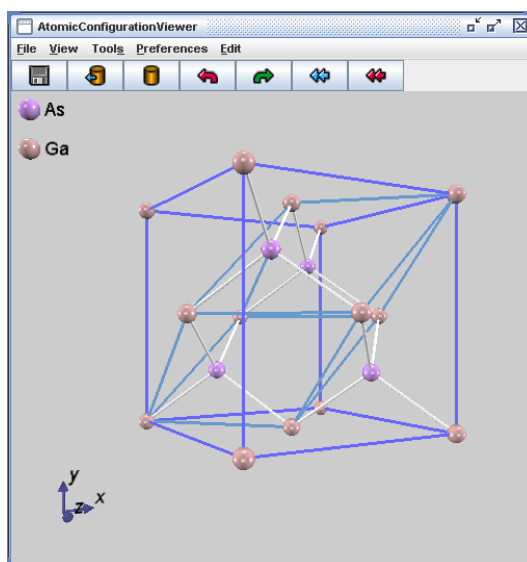 AtomicConfigurationViewer
File View Tools Preferences Edit
As
Ga
y
z x